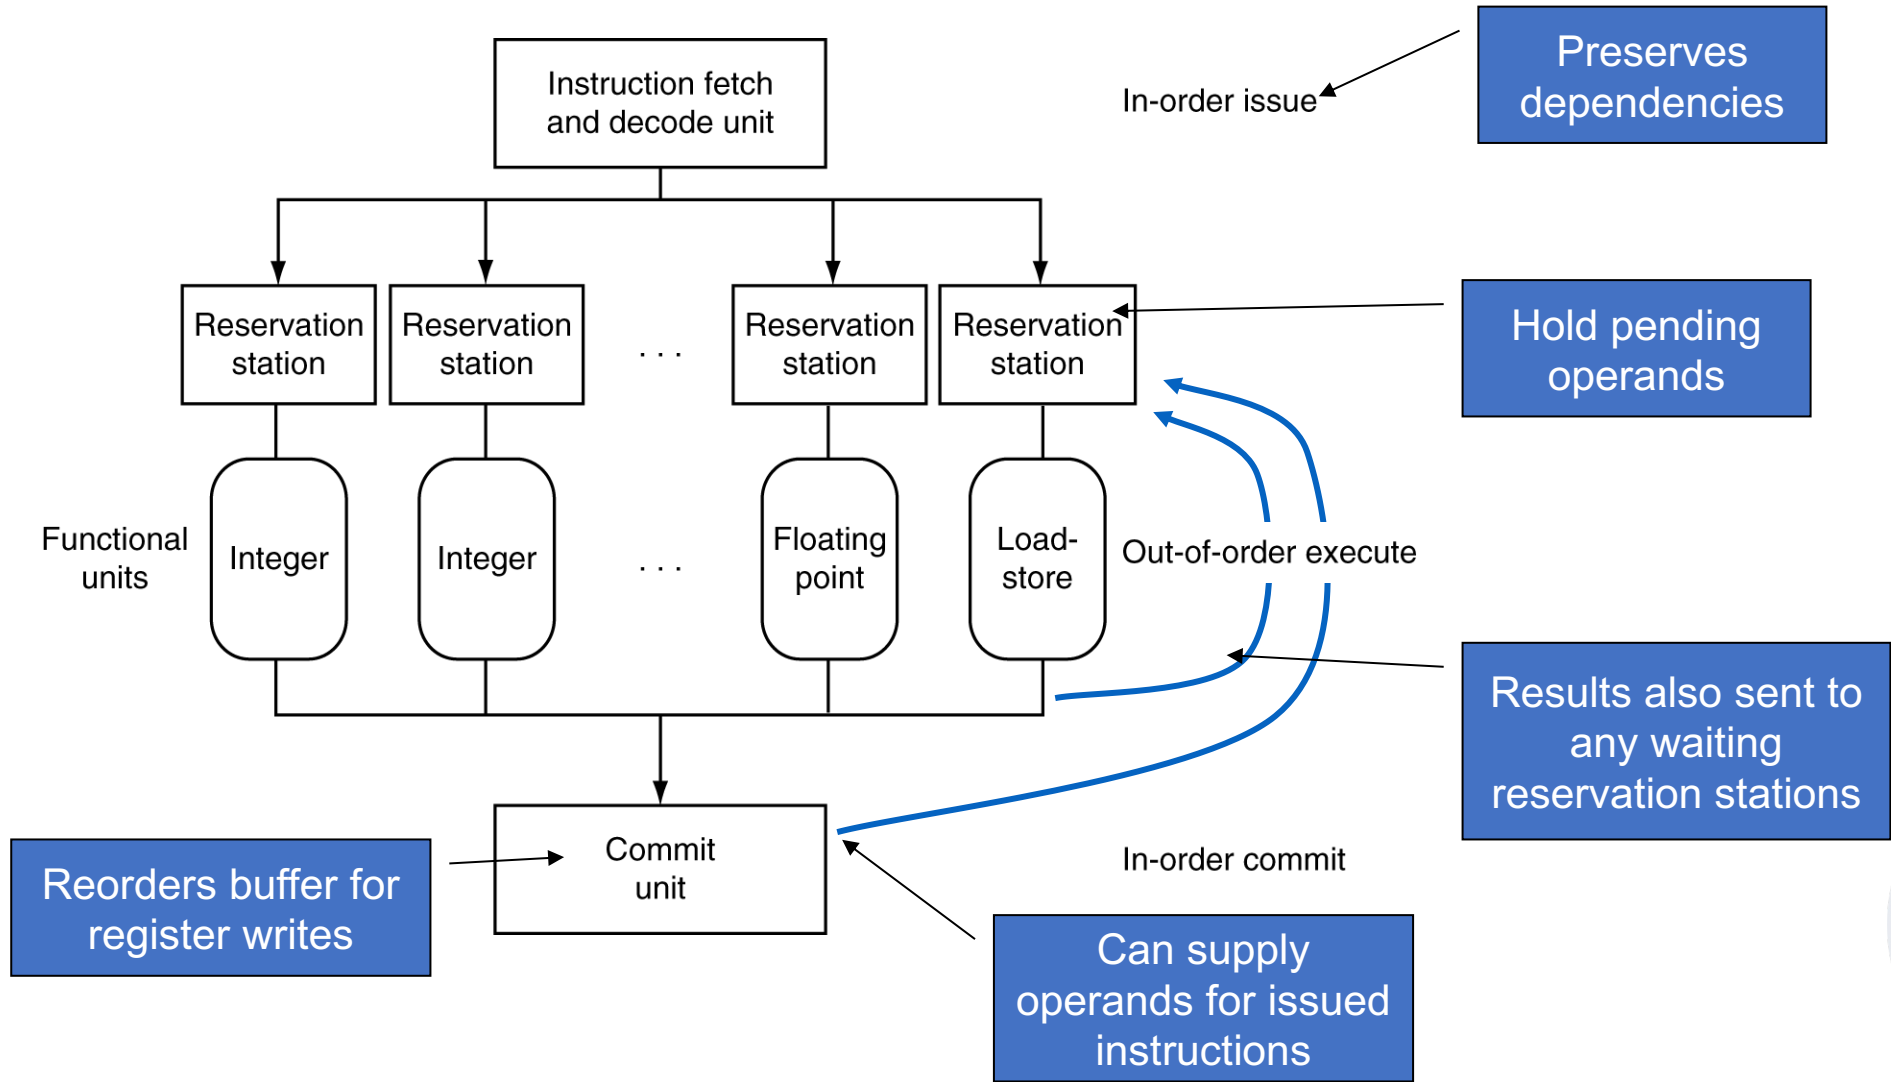 Instruction fetch
and decode unit
In-order issue
Preserves
dependencies
Reservation
station
Reservation
station
. . .
Reservation
station
Reservation
station
Hold pending
operands
Functional
units
Integer
Integer
. . .
Floating
point
Load-
store
Out-of-order execute
Results also sent to
any waiting
reservation stations
Commit
unit
In-order commit
Reorders buffer for
register writes
Can supply
operands for issued
instructions